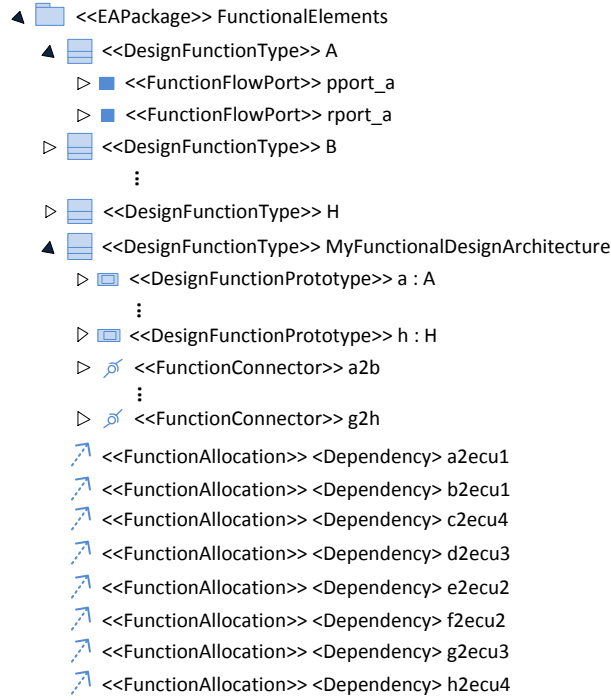 <<EAPackage>> FunctionalElements
<<DesignFunctionType>> A
<<FunctionFlowPort>> pport_a
<<FunctionFlowPort>> rport_a
<<DesignFunctionType>> B
<<DesignFunctionType>> H
<<DesignFunctionType>> MyFunctionalDesignArchitecture
<<DesignFunctionPrototype>> a : A
<<DesignFunctionPrototype>> h : H
<<FunctionConnector>> a2b
<<FunctionConnector>> g2h
<<FunctionAllocation>> <Dependency> a2ecu1
<<FunctionAllocation>> <Dependency> b2ecu1
<<FunctionAllocation>> <Dependency> c2ecu4
<<FunctionAllocation>> <Dependency> d2ecu3
<<FunctionAllocation>> <Dependency> e2ecu2
<<FunctionAllocation>> <Dependency> f2ecu2
<<FunctionAllocation>> <Dependency> g2ecu3
<<FunctionAllocation>> <Dependency> h2ecu4